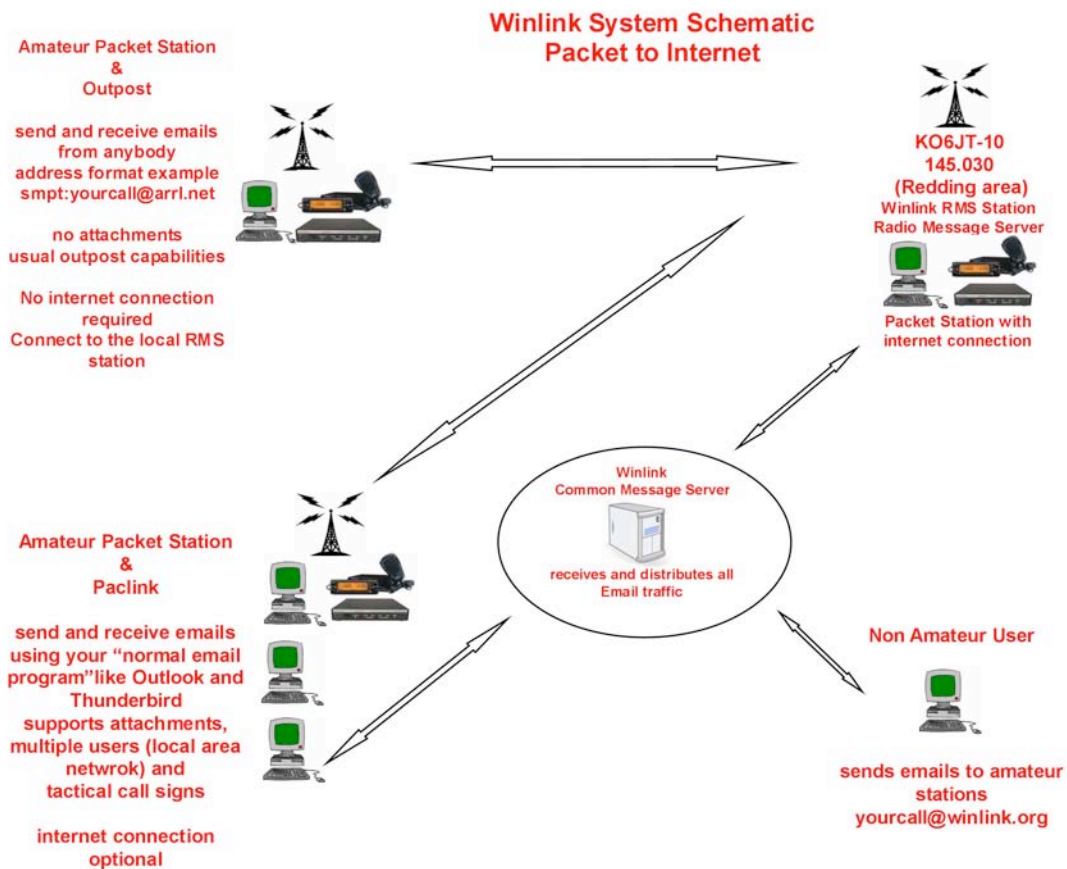 Winlink System Schematic
Packet to Internet
Amateur Packet Station
&
Outpost
send and receive emails
from anybody
address format example
smpt:yourcall@arrl.net
no attachments
usual outpost capabilities
No internet connection
required
Connect to the local RMS
station
KO6JT-10
145.030
(Redding area)
Winlink RMS Station
Radio Message Server
Packet Station with
internet connection
Winlink
Common Message Server
receives and distributes all
Email traffic
Amateur Packet Station
&
Paclink
send and receive emails
using your “normal email
program”like Outlook and
Thunderbird
supports attachments,
multiple users (local area
netwrok) and
tactical call signs
internet connection
optional
Non Amateur User
sends emails to amateur
stations
yourcall@winlink.org